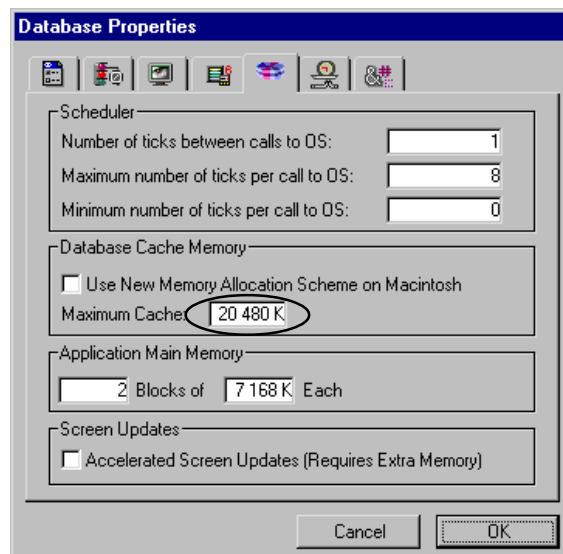 Database Properties
&#
Scheduler
Number of ticks between calls to OS: 1
Maximum number of ticks per call to OS: 8
Minimum number of ticks per call to OS: 0
Database Cache Memory
Use New Memory Allocation Scheme on Macintosh
Maximum Cache: 20 480 K
Application Main Memory
2 Blocks of 7 168 K Each
Screen Updates
Accelerated Screen Updates (Requires Extra Memory)
Cancel OK